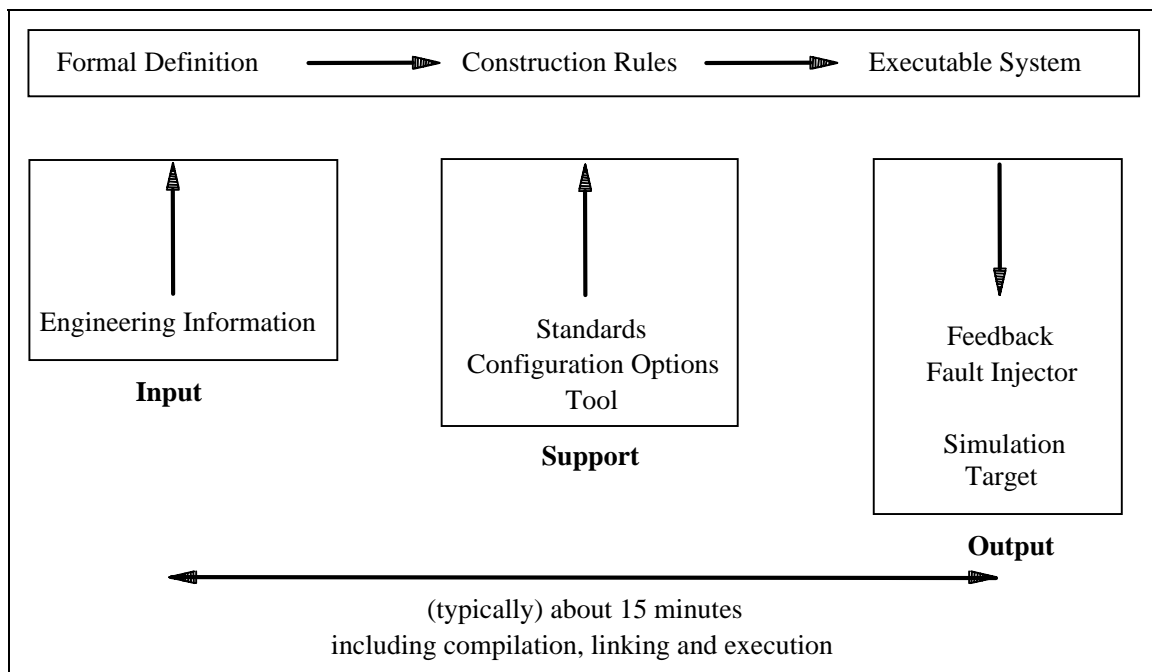 Formal Definition Construction Rules Executable System
Engineering Information
Input
Standards
Configuration Options
Tool
Support
Feedback
Fault Injector
Simulation
Target
Output
(typically) about 15 minutes
including compilation, linking and execution